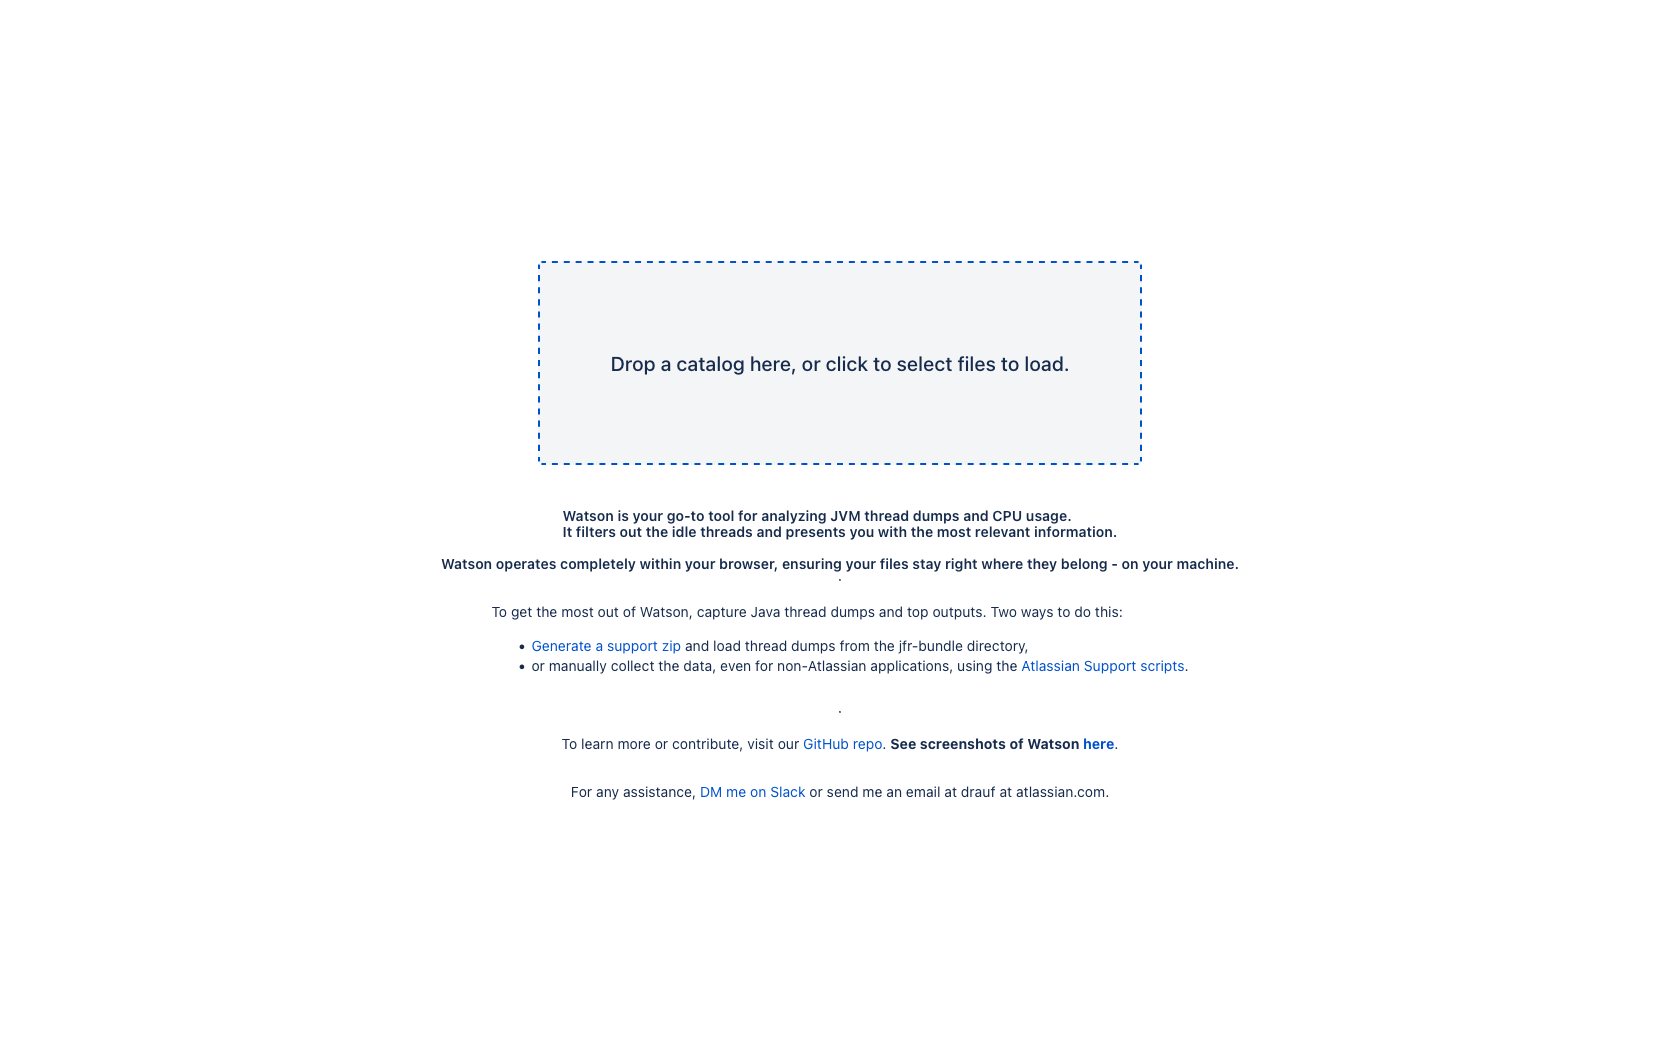 Drop a catalog here, or click to select files to load.
Watson is your go-to tool for analyzing JVM thread dumps and CPU usage.
It filters out the idle threads and presents you with the most relevant information.
Watson operates completely within your browser, ensuring your files stay right where they belong - on your machine.
·
To get the most out of Watson, capture Java thread dumps and top outputs. Two ways to do this:
• Generate a support zip and load thread dumps from the jfr-bundle directory,
• or manually collect the data, even for non-Atlassian applications, using the Atlassian Support scripts.
·
To learn more or contribute, visit our GitHub repo. See screenshots of Watson here.
For any assistance, DM me on Slack or send me an email at drauf at atlassian.com.